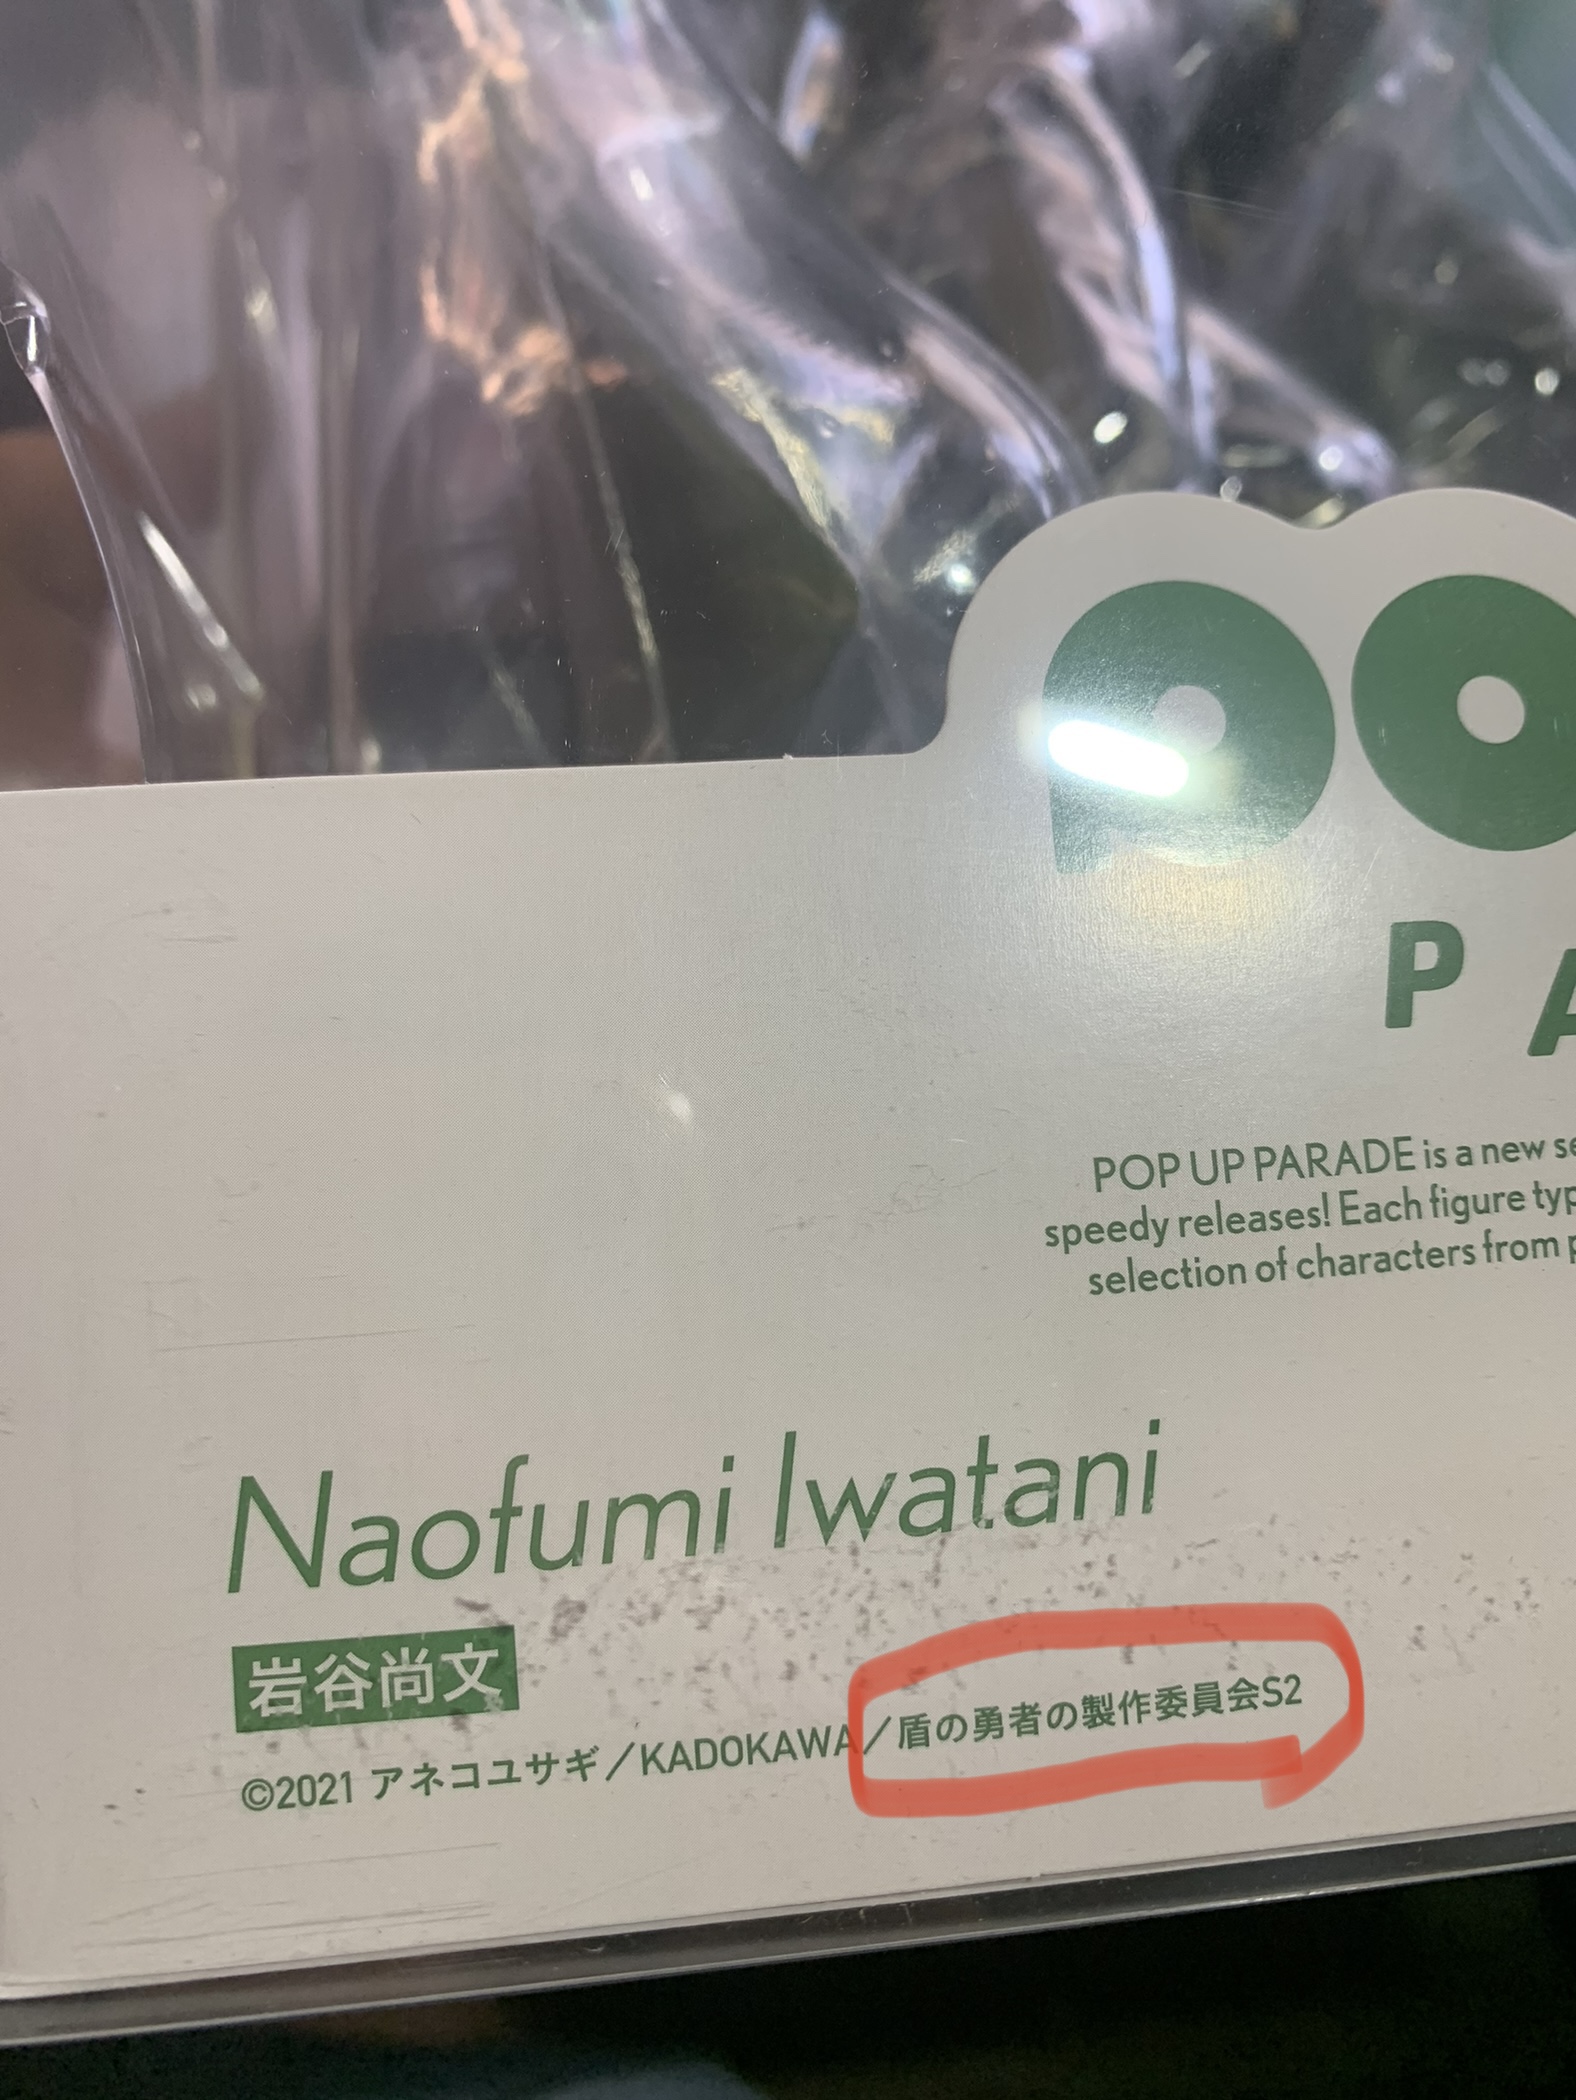 PO
PA
POP UP PARADE is a new
speedy releases! Each figure
selection of characters from
Naofumi Iwatani
岩谷尚文
©2021 アネコユサギ／KADOKAWA／盾の勇者の製作委員会S2